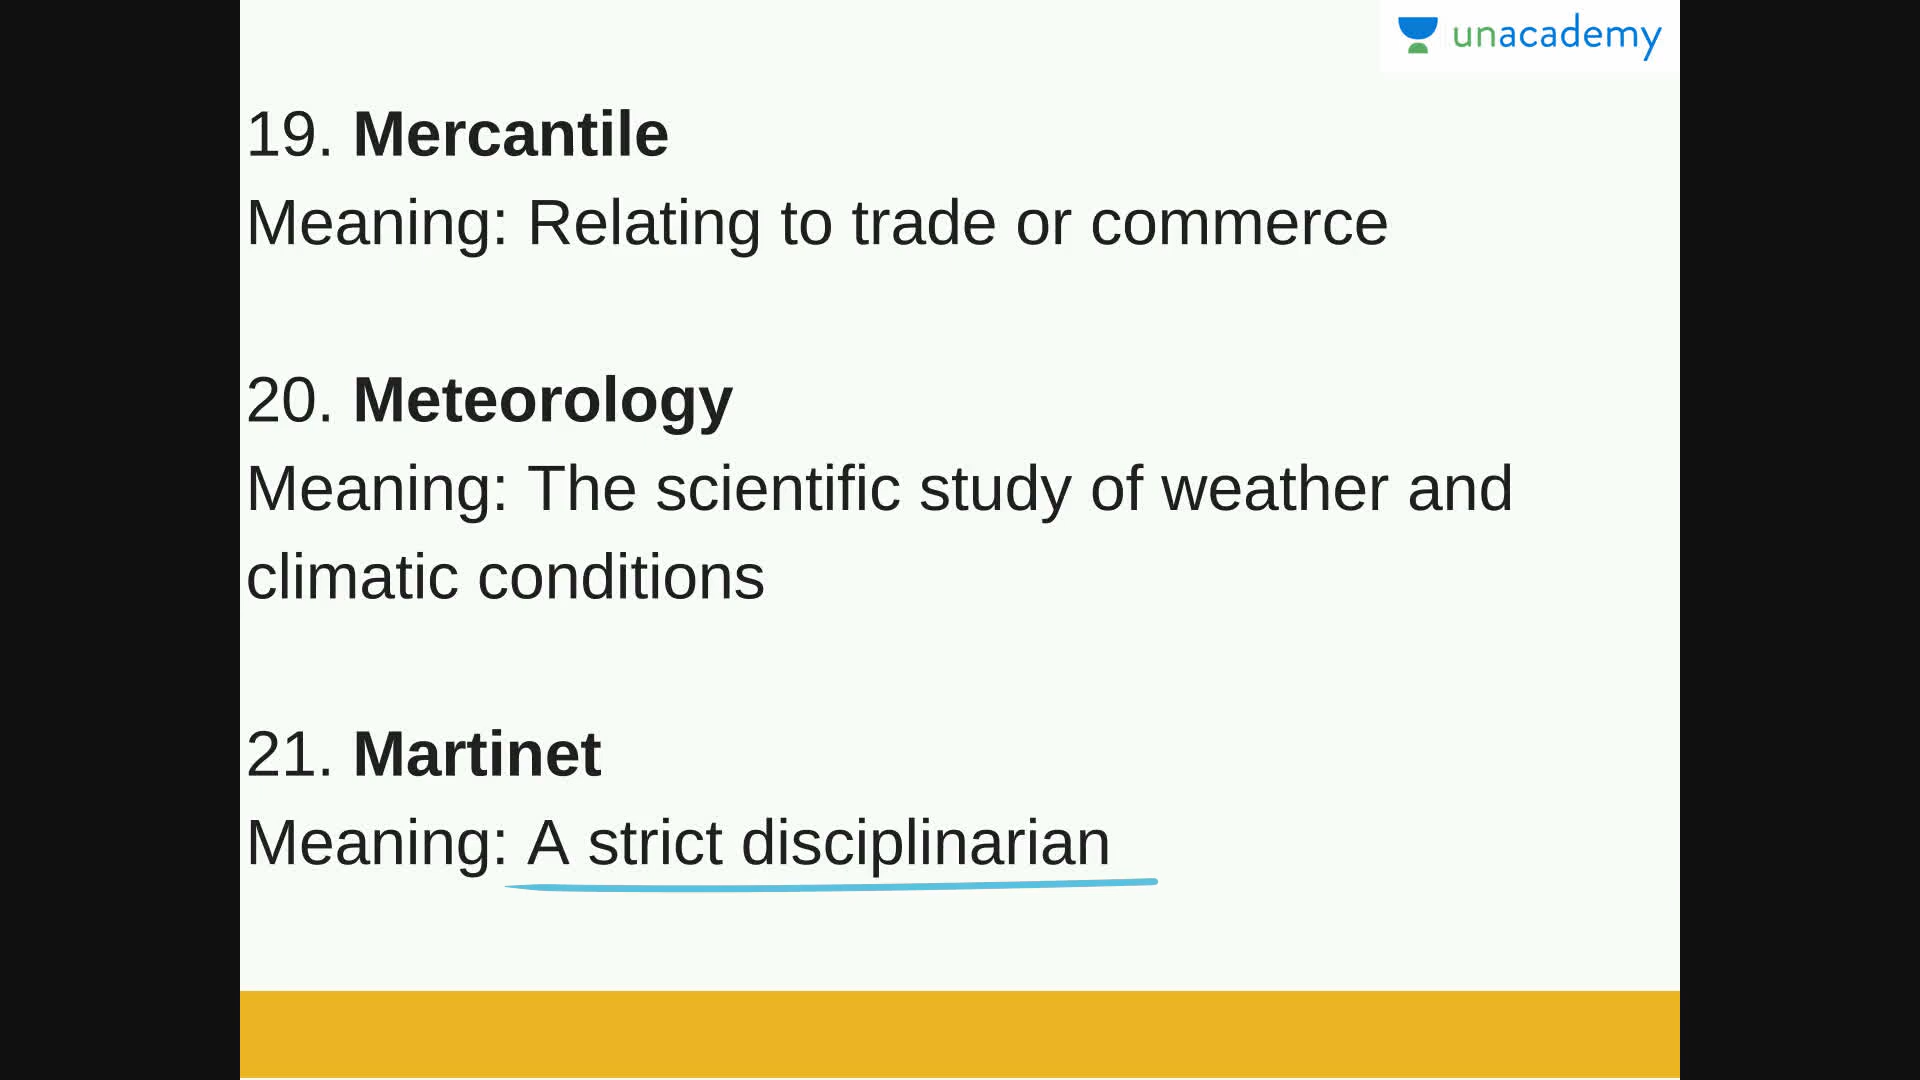 unacademy
19. Mercantile
Meaning: Relating to trade or commerce
20. Meteorology
Meaning: The scientific study of weather and
climatic conditions
21. Martinet
Meaning: A strict disciplinarian